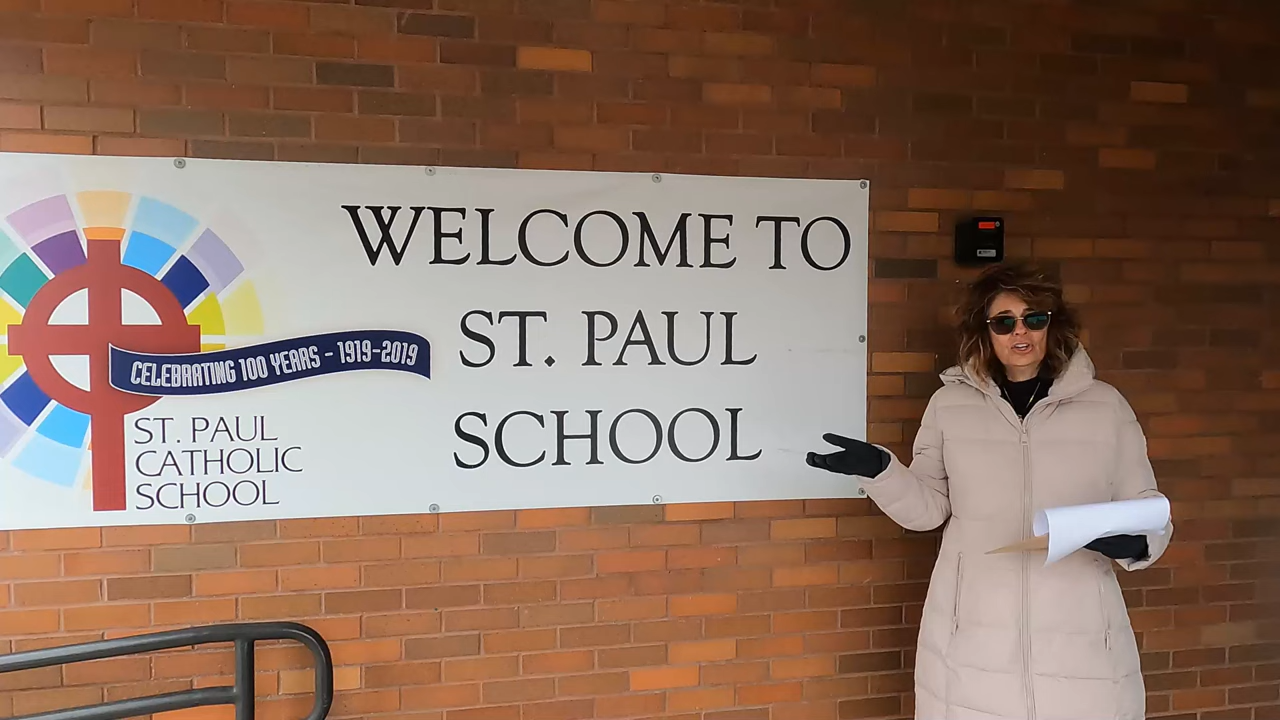 WELCOME TO
ST. PAUL
SCHOOL
CELEBRATING 100 YEARS - 1919-2019
ST. PAUL
CATHOLIC
SCHOOL